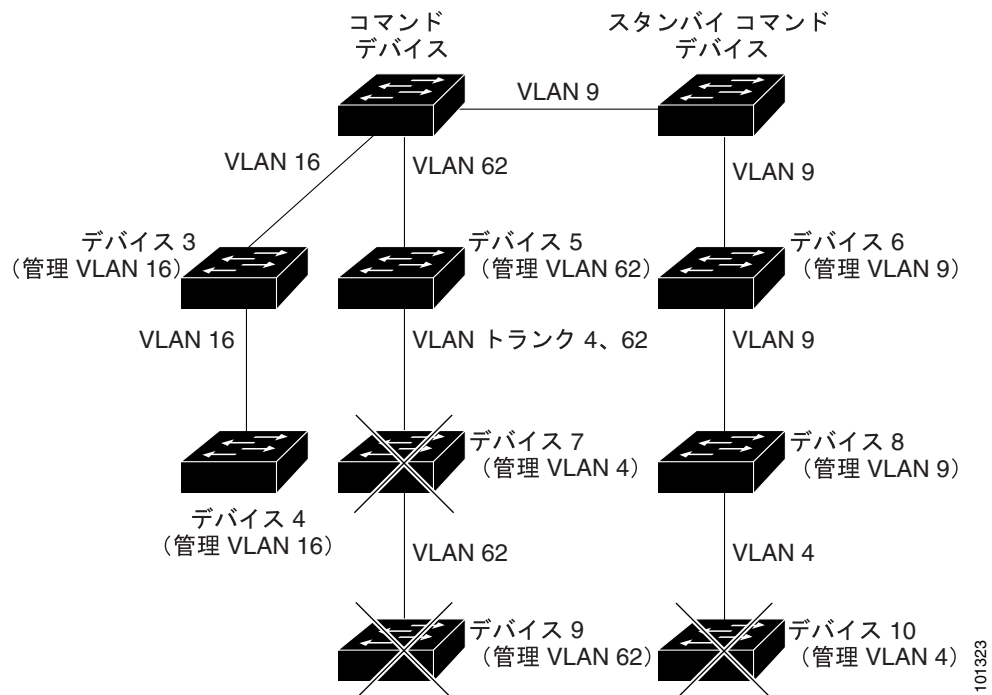 コマンド
デバイス
スタンバイ コマンド
デバイス
VLAN 9
VLAN 16
VLAN 62
VLAN 9
デバイス 3
（管理 VLAN 16）
デバイス 5
（管理 VLAN 62）
デバイス 6
（管理 VLAN 9）
VLAN 16
VLAN トランク 4、62
VLAN 9
デバイス 7
（管理 VLAN 4）
デバイス 8
（管理 VLAN 9）
デバイス 4
（管理 VLAN 16）
VLAN 62
VLAN 4
デバイス 9
（管理 VLAN 62）
デバイス 10
（管理 VLAN 4）
101323